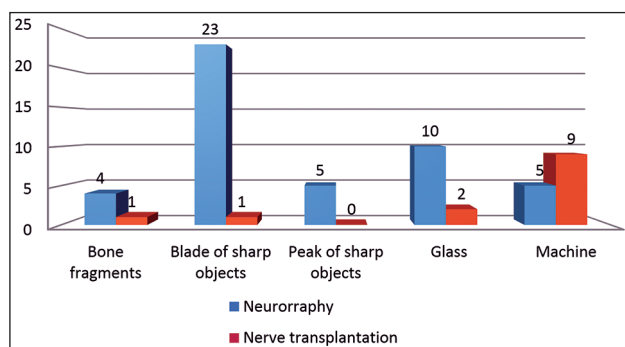 25
20
15
10
5
0
23
10
9
4
5
5
1
1
0
2
Bone fragments
Blade of sharp objects
Peak of sharp objects
Glass
Machine
Neurorraphy
Nerve transplantation